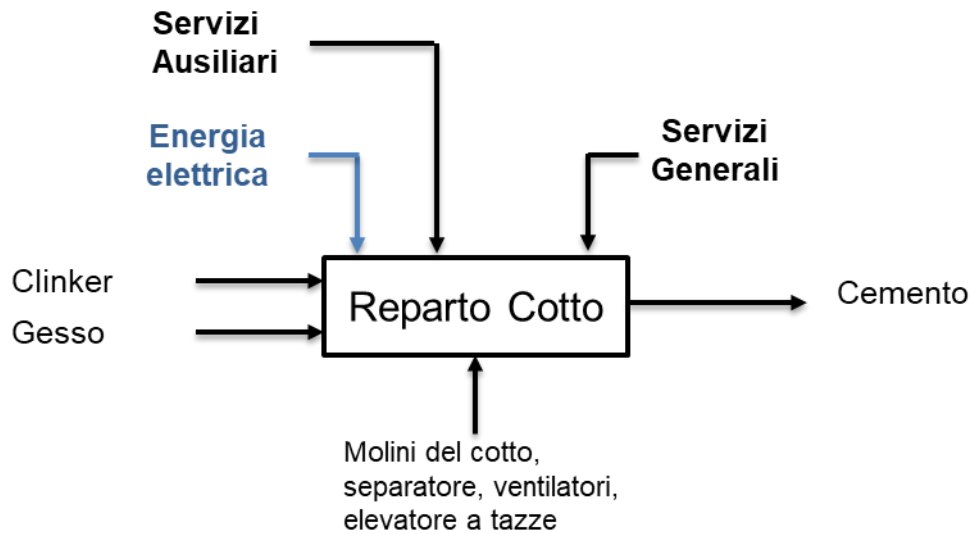 Servizi
Ausiliari
Energia
elettrica
Servizi
Generali
Clinker
Gesso
Reparto Cotto
Cemento
Molini del cotto,
separatore, ventilatori,
elevatore a tazze